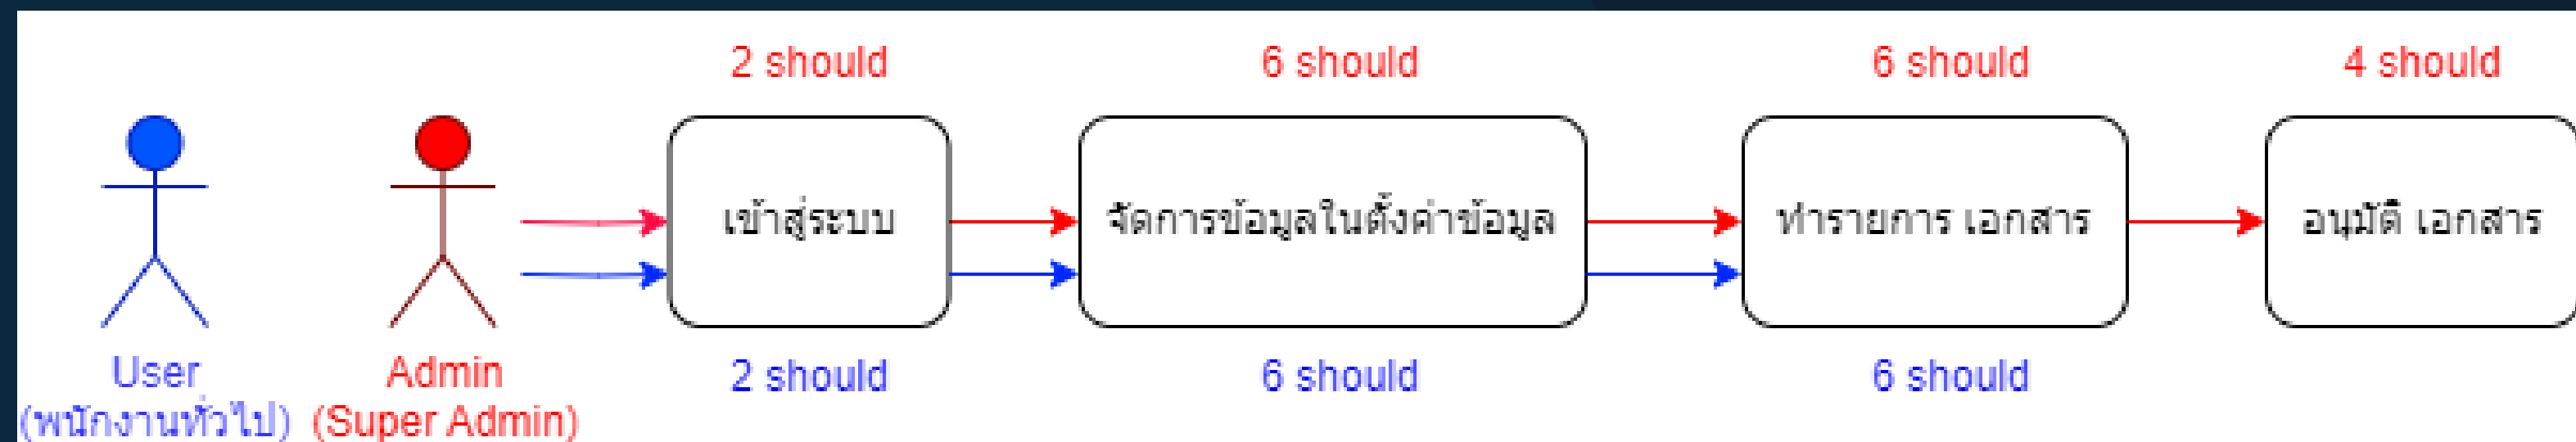 2 should
6 should
6 should
4 should
เข้าสู่ระบบ
จัดการข้อมูลในตั้งค่าข้อมูล
ทำรายการ เอกสาร
อนุมัติ เอกสาร
User
(พนักงานทั่วไป)
Admin
(Super Admin)
2 should
6 should
6 should